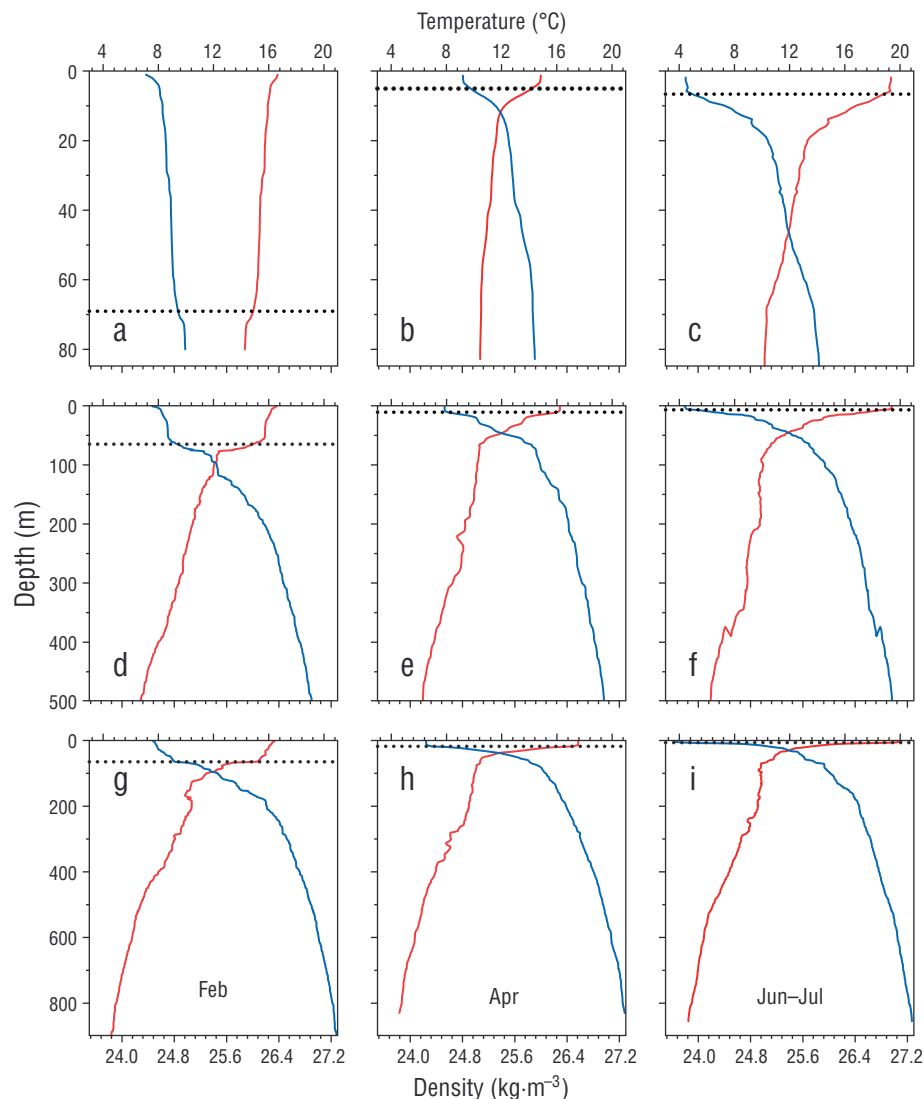 Temperature (°C)
4 8 12 16 20 4 8 12 16 20 4 8 12 16 20
0
20
40
60
80
a b c
0
100
200
300
400
500
d e f
Depth (m)
0
200
400
600
800
g h i
Feb Apr Jun–Jul
24.0 24.8 25.6 26.4 27.2 24.0 24.8 25.6 26.4 27.2 24.0 24.8 25.6 26.4 27.2
Density (kg·m⁻³)